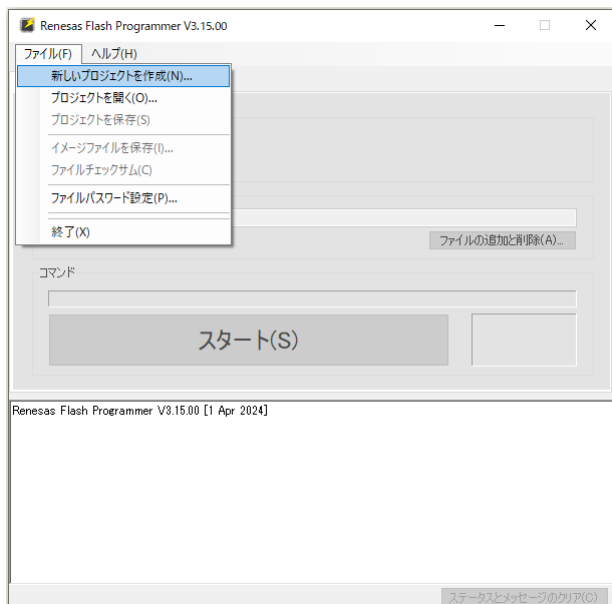 Renesas Flash Programmer V3.15.00
ファイル(F) ヘルプ(H)
新しいプロジェクトを作成(N)...
プロジェクトを開く(O)...
プロジェクトを保存(S)
イメージファイルを保存(I)...
ファイルチェックサム(C)
ファイルパスワード設定(P)...
終了(X)
ファイルの追加と削除(A)...
コマンド
スタート(S)
Renesas Flash Programmer V3.15.00 [1 Apr 2024]
ステータスとメッセージのクリア(C)